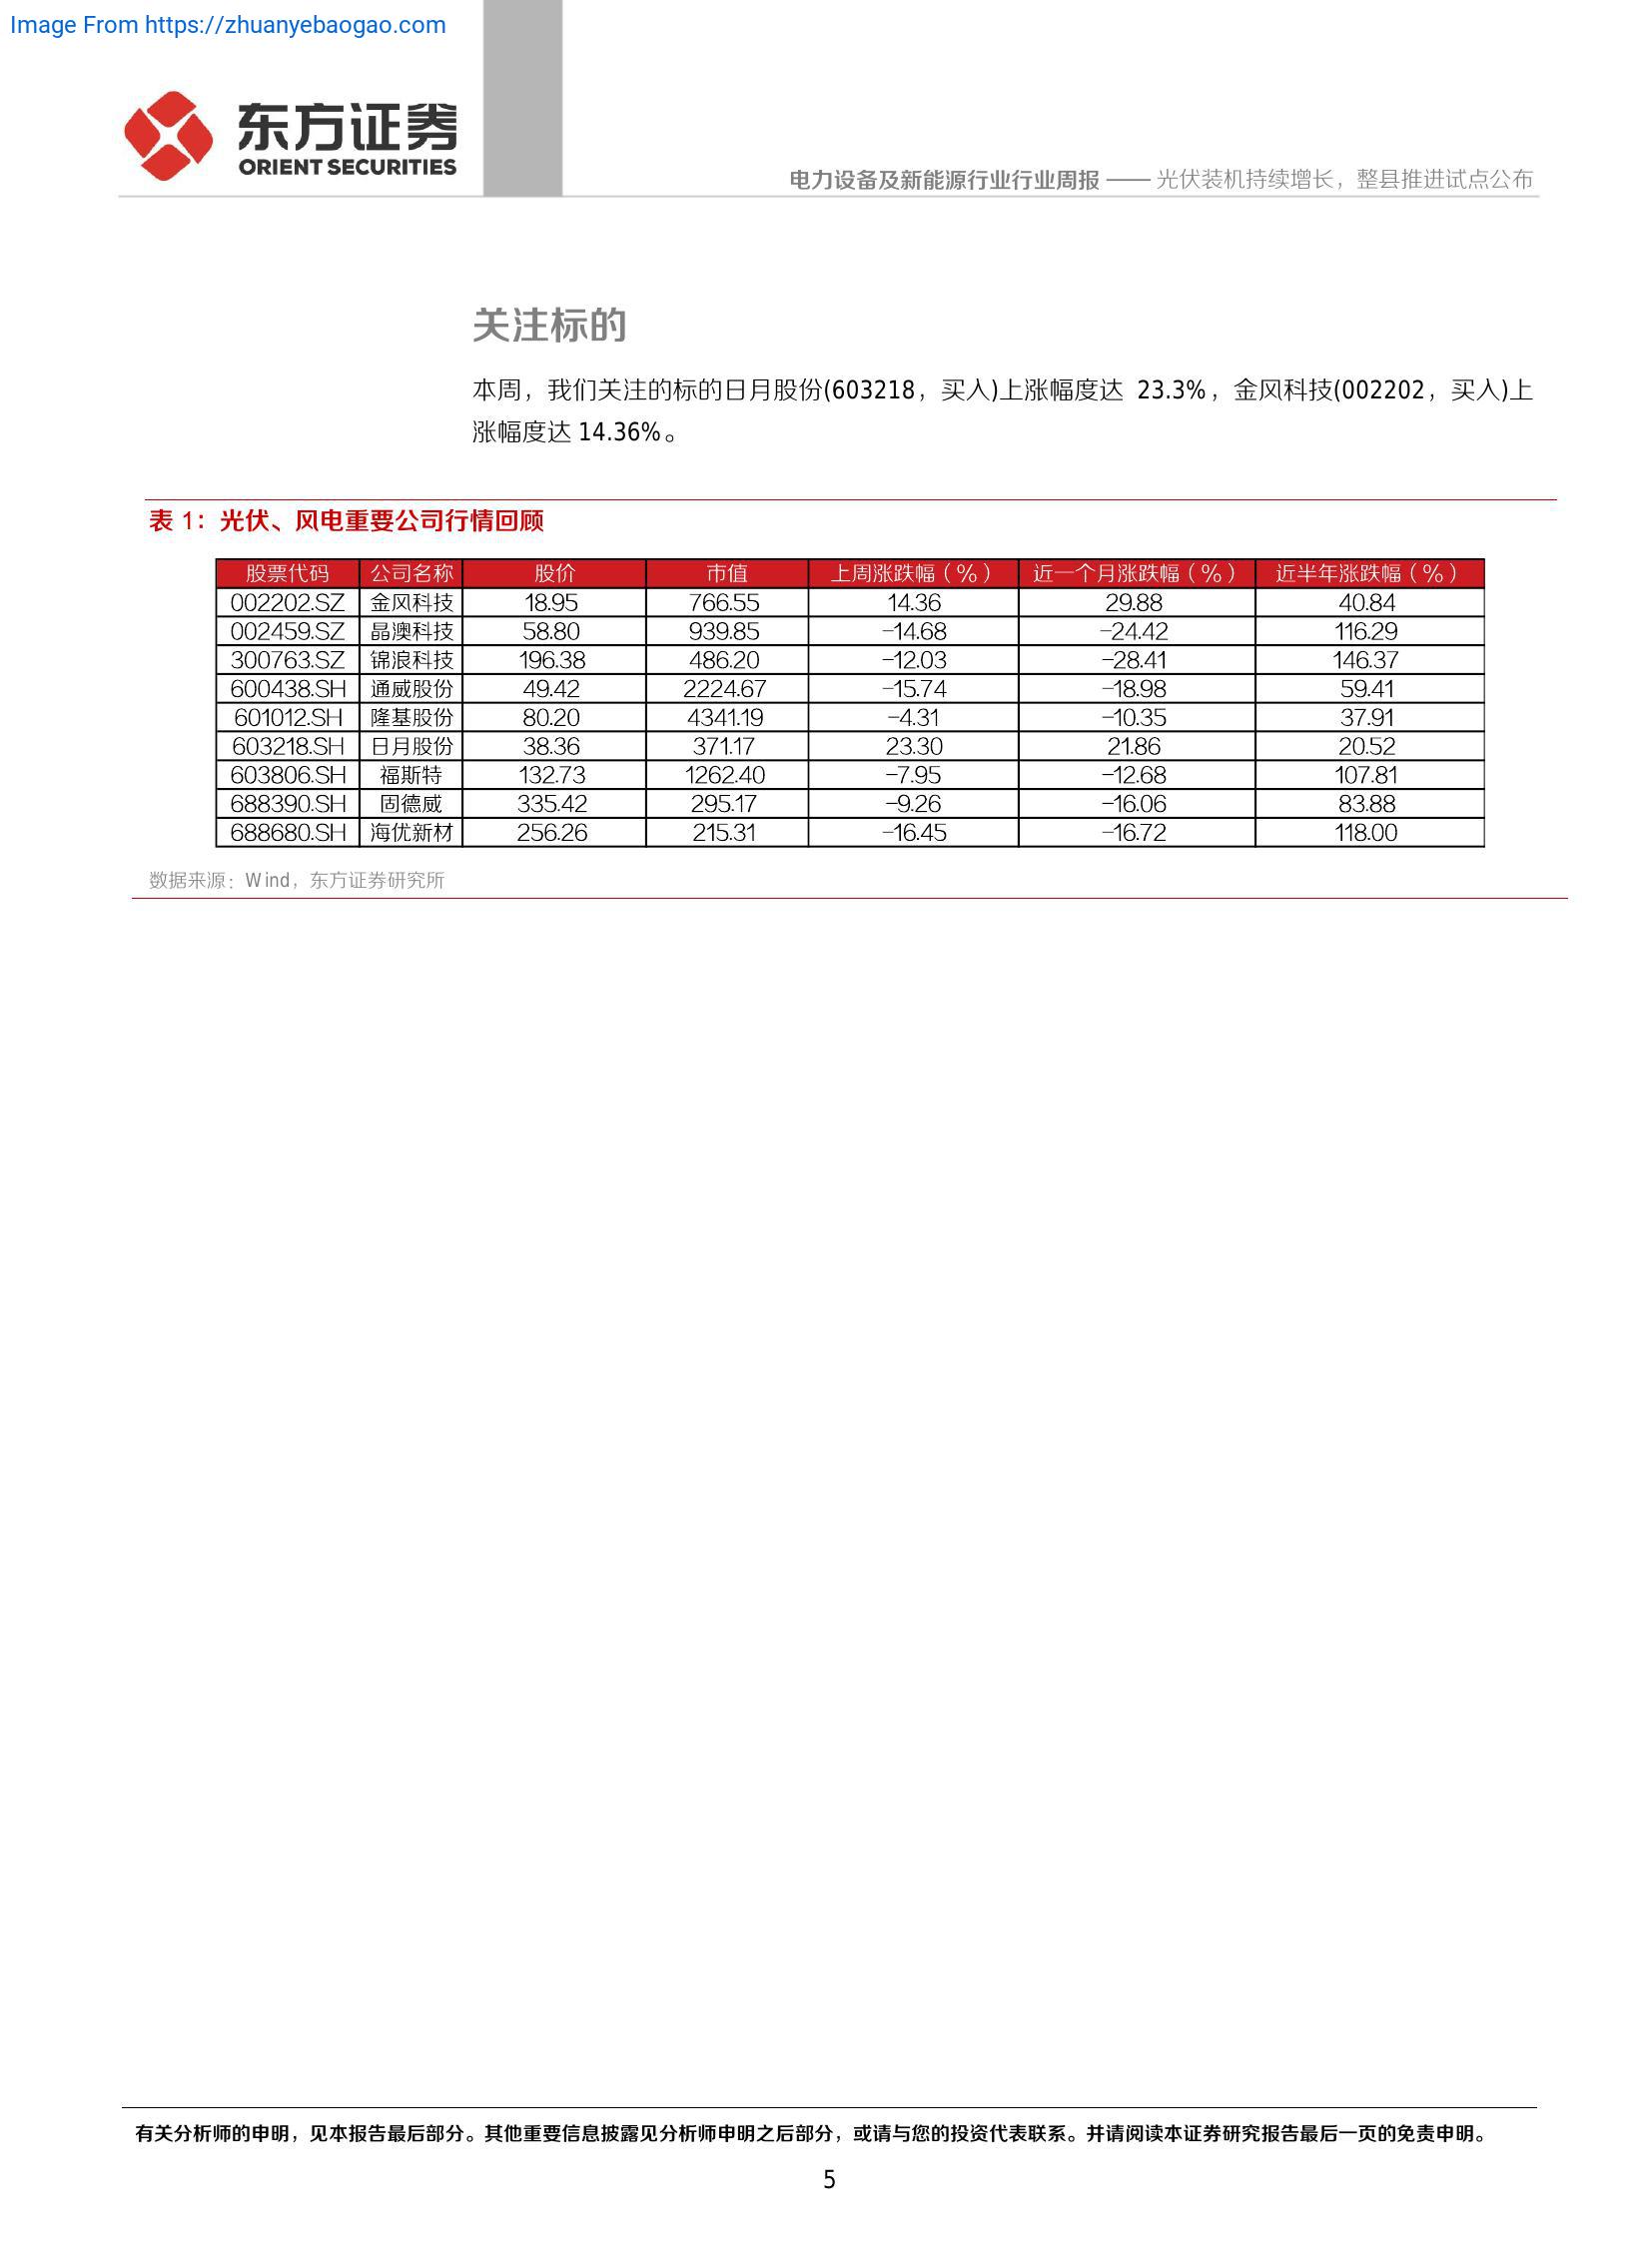 Image From https://zhuanyebaogao.com
东方证券
ORIENT SECURITIES
电力设备及新能源行业行业周报 —— 光伏装机持续增长，整县推进试点公布
关注标的
本周，我们关注的标的日月股份(603218，买入)上涨幅度达 23.3%，金风科技(002202，买入)上
涨幅度达 14.36%。
表 1：光伏、风电重要公司行情回顾
股票代码 公司名称 股价 市值 上周涨跌幅（%） 近一个月涨跌幅（%） 近半年涨跌幅（%）
002202.SZ 金风科技 18.95 766.55 14.36 29.88 40.84
002459.SZ 晶澳科技 58.80 939.85 -14.68 -24.42 116.29
300763.SZ 锦浪科技 196.38 486.20 -12.03 -28.41 146.37
600438.SH 通威股份 49.42 2224.67 -15.74 -18.98 59.41
601012.SH 隆基股份 80.20 4341.19 -4.31 -10.35 37.91
603218.SH 日月股份 38.36 371.17 23.30 21.86 20.52
603806.SH 福斯特 132.73 1262.40 -7.95 -12.68 107.81
688390.SH 固德威 335.42 295.17 -9.26 -16.06 83.88
688680.SH 海优新材 256.26 215.31 -16.45 -16.72 118.00
数据来源：Wind，东方证券研究所
有关分析师的申明，见本报告最后部分。其他重要信息披露见分析师申明之后部分，或请与您的投资代表联系。并请阅读本证券研究报告最后一页的免责申明。
5